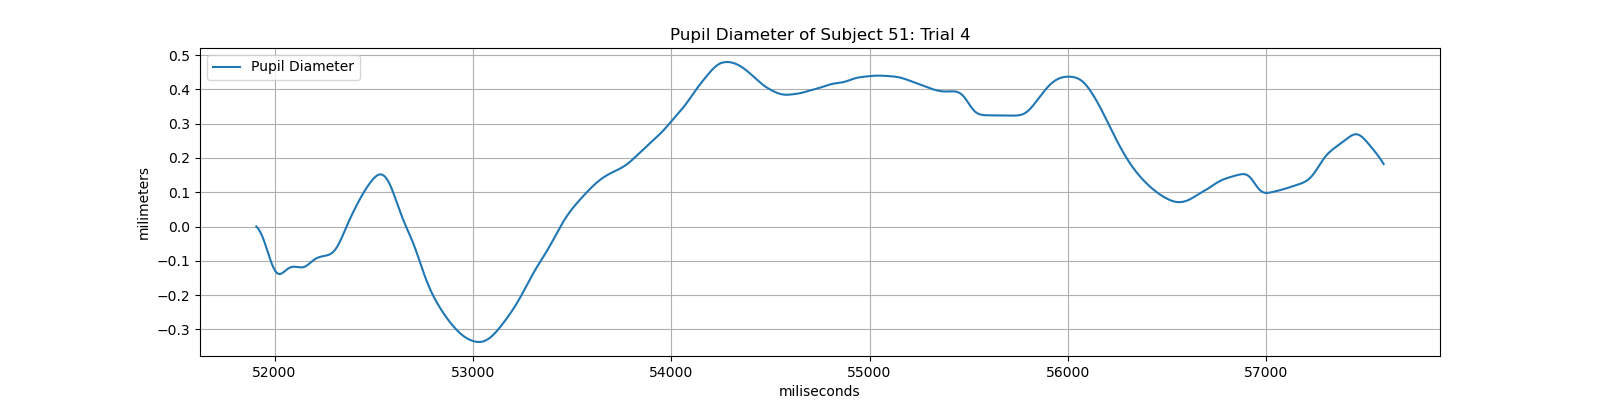 Pupil Diameter of Subject 51: Trial 4
Pupil Diameter
0.5
0.4
0.3
0.2
0.1
0.0
−0.1
−0.2
−0.3
milimeters
52000 53000 54000 55000 56000 57000
miliseconds